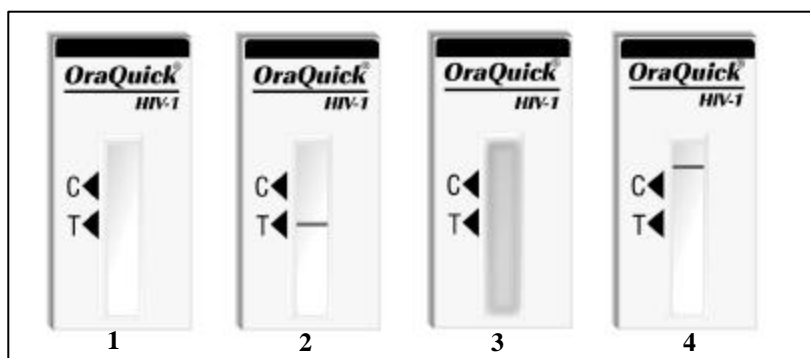 OraQuick® OraQuick® OraQuick® OraQuick®
HIV-1 HIV-1 HIV-1 HIV-1
C C C C
T T T T
1 2 3 4